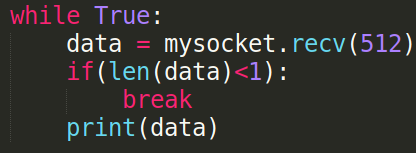 while True:
    data = mysocket.recv(512)
    if(len(data)<1):
        break
    print(data)